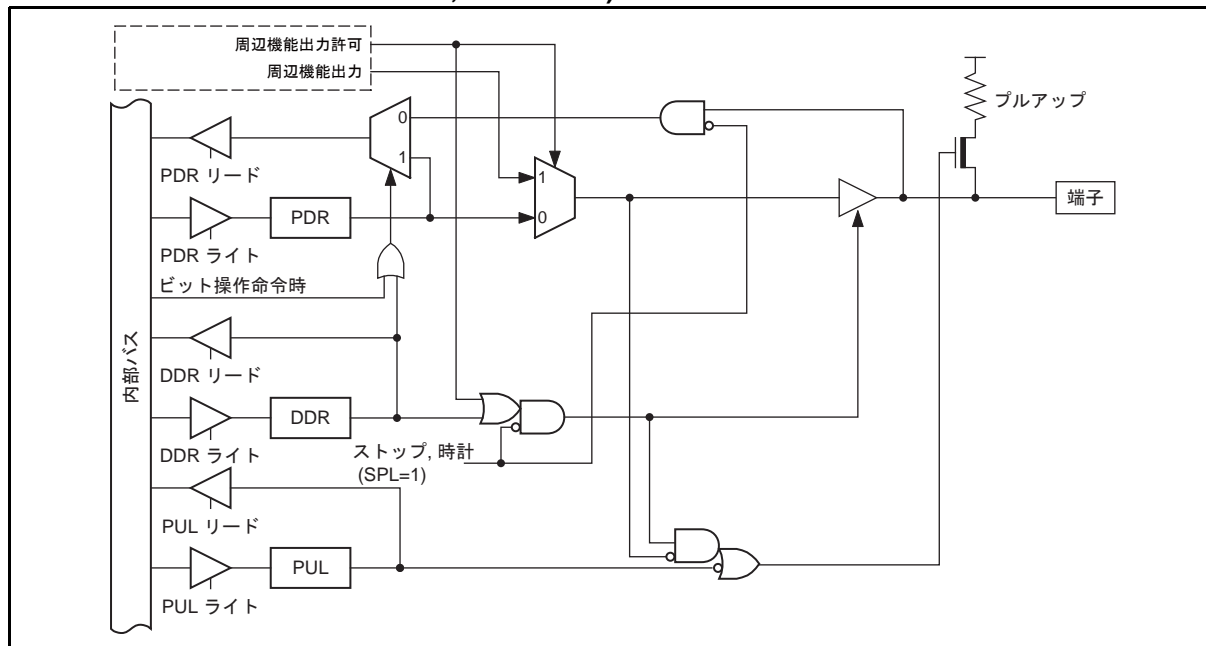 周辺機能出力許可
周辺機能出力
プルアップ
0
1
PDR リード
1
PDR
0
端子
PDR ライト
ビット操作命令時
内部バス
DDR リード
DDR
ストップ, 時計
(SPL=1)
DDR ライト
PUL リード
PUL
PUL ライト